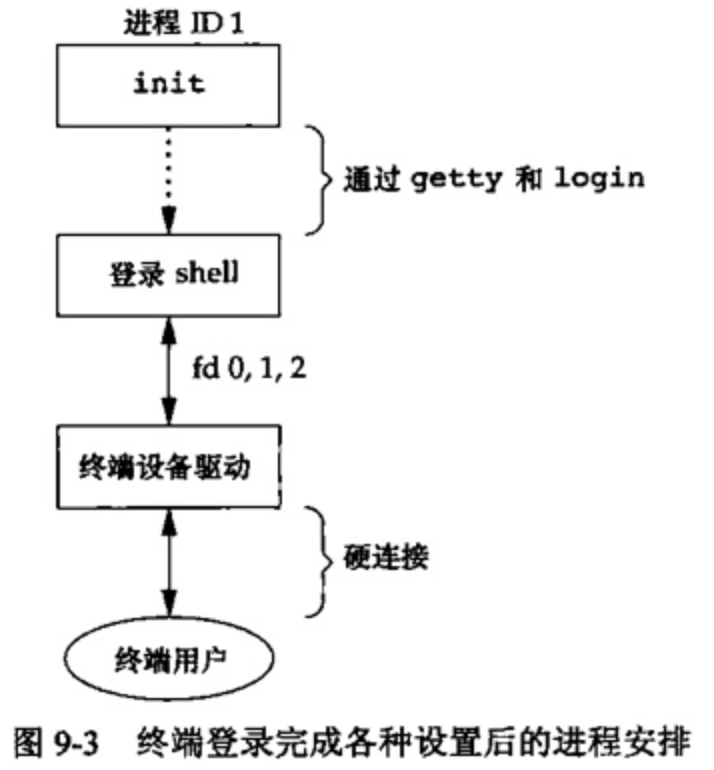 进程 ID 1
init
通过 getty 和 login
登录 shell
fd 0, 1, 2
终端设备驱动
硬连接
终端用户
图 9-3 终端登录完成各种设置后的进程安排